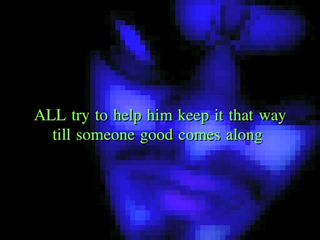 ALL try to help him keep it that way
till someone good comes along